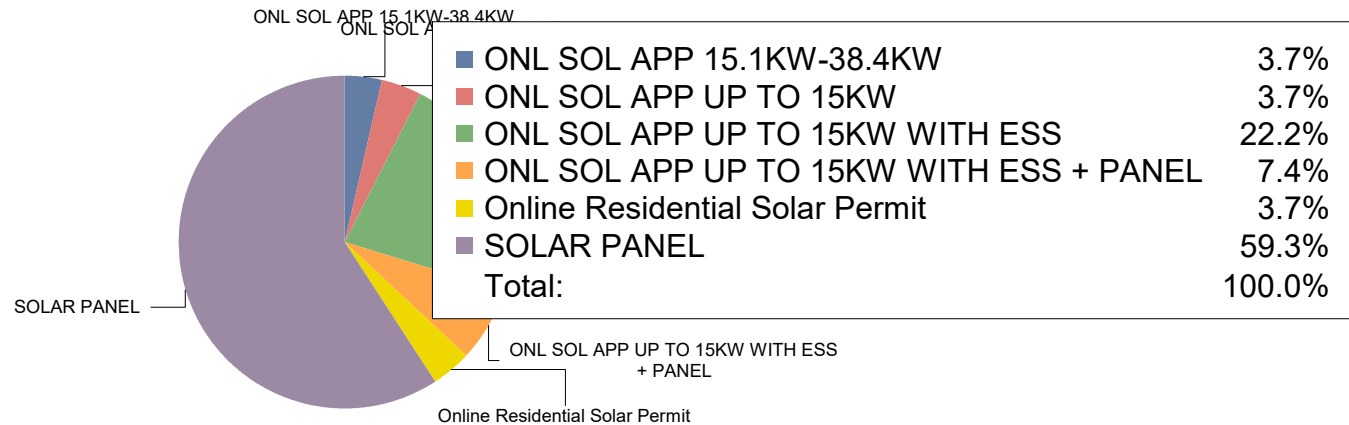 ONL SOL APP 15.1KW-38.4KW
ONL SOL A
ONL SOL APP 15.1KW-38.4KW 3.7%
ONL SOL APP UP TO 15KW 3.7%
ONL SOL APP UP TO 15KW WITH ESS 22.2%
ONL SOL APP UP TO 15KW WITH ESS + PANEL 7.4%
Online Residential Solar Permit 3.7%
SOLAR PANEL 59.3%
Total: 100.0%
SOLAR PANEL
ONL SOL APP UP TO 15KW WITH ESS
+ PANEL
Online Residential Solar Permit